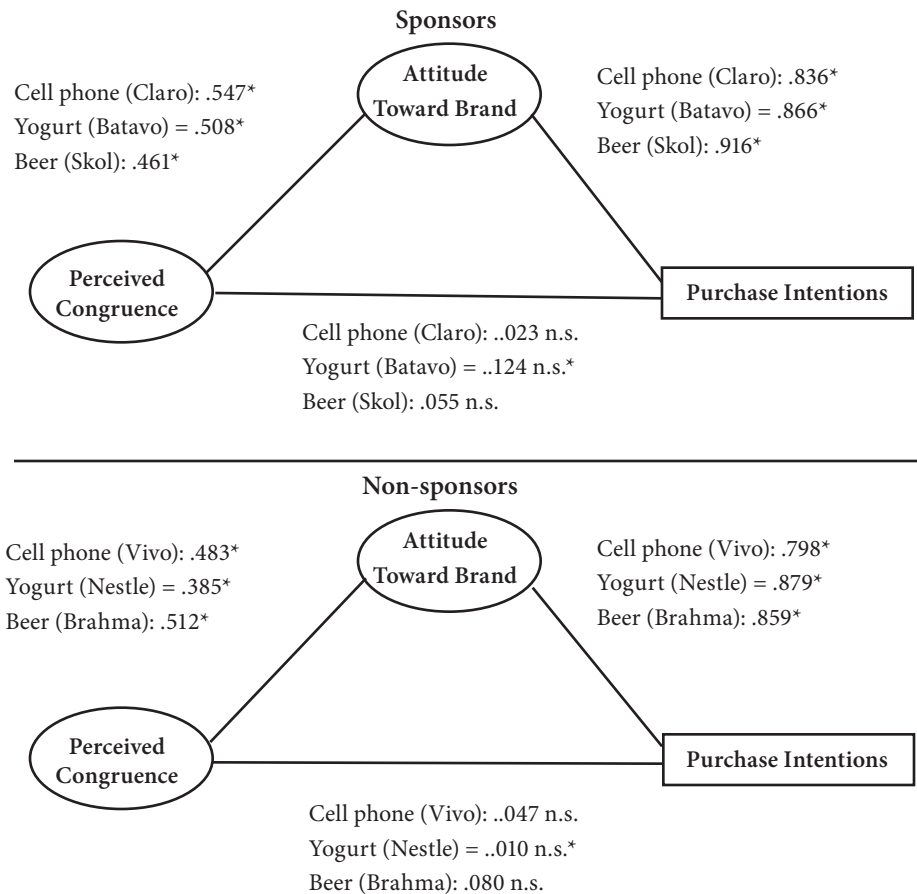 Sponsors
Attitude
Toward Brand
Cell phone (Claro): .547*
Yogurt (Batavo) = .508*
Beer (Skol): .461*
Cell phone (Claro): .836*
Yogurt (Batavo) = .866*
Beer (Skol): .916*
Perceived
Congruence
Purchase Intentions
Cell phone (Claro): ..023 n.s.
Yogurt (Batavo) = ..124 n.s.*
Beer (Skol): .055 n.s.
Non-sponsors
Attitude
Toward Brand
Cell phone (Vivo): .483*
Yogurt (Nestle) = .385*
Beer (Brahma): .512*
Cell phone (Vivo): .798*
Yogurt (Nestle) = .879*
Beer (Brahma): .859*
Perceived
Congruence
Purchase Intentions
Cell phone (Vivo): ..047 n.s.
Yogurt (Nestle) = ..010 n.s.*
Beer (Brahma): .080 n.s.